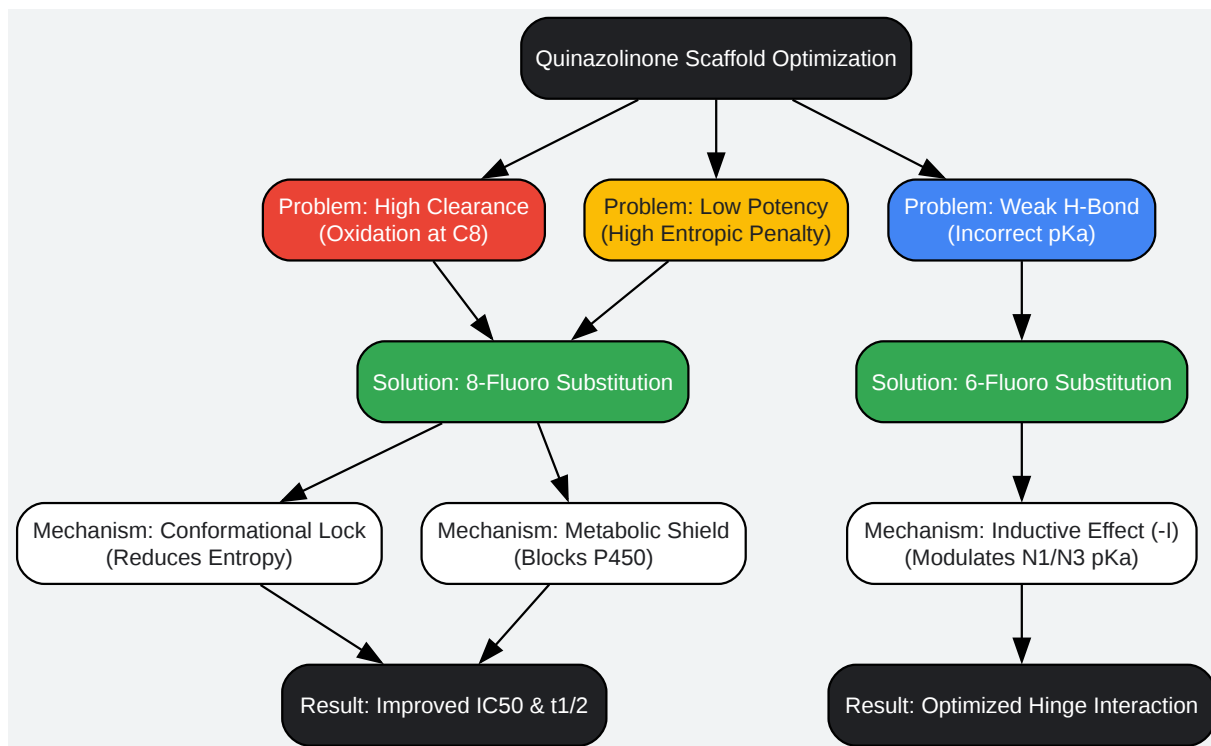 Quinazolinone Scaffold Optimization
Problem: High Clearance
(Oxidation at C8)
Problem: Low Potency
(High Entropic Penalty)
Problem: Weak H-Bond
(Incorrect pKa)
Solution: 8-Fluoro Substitution
Solution: 6-Fluoro Substitution
Mechanism: Conformational Lock
(Reduces Entropy)
Mechanism: Metabolic Shield
(Blocks P450)
Mechanism: Inductive Effect (-I)
(Modulates N1/N3 pKa)
Result: Improved IC50 & t1/2
Result: Optimized Hinge Interaction